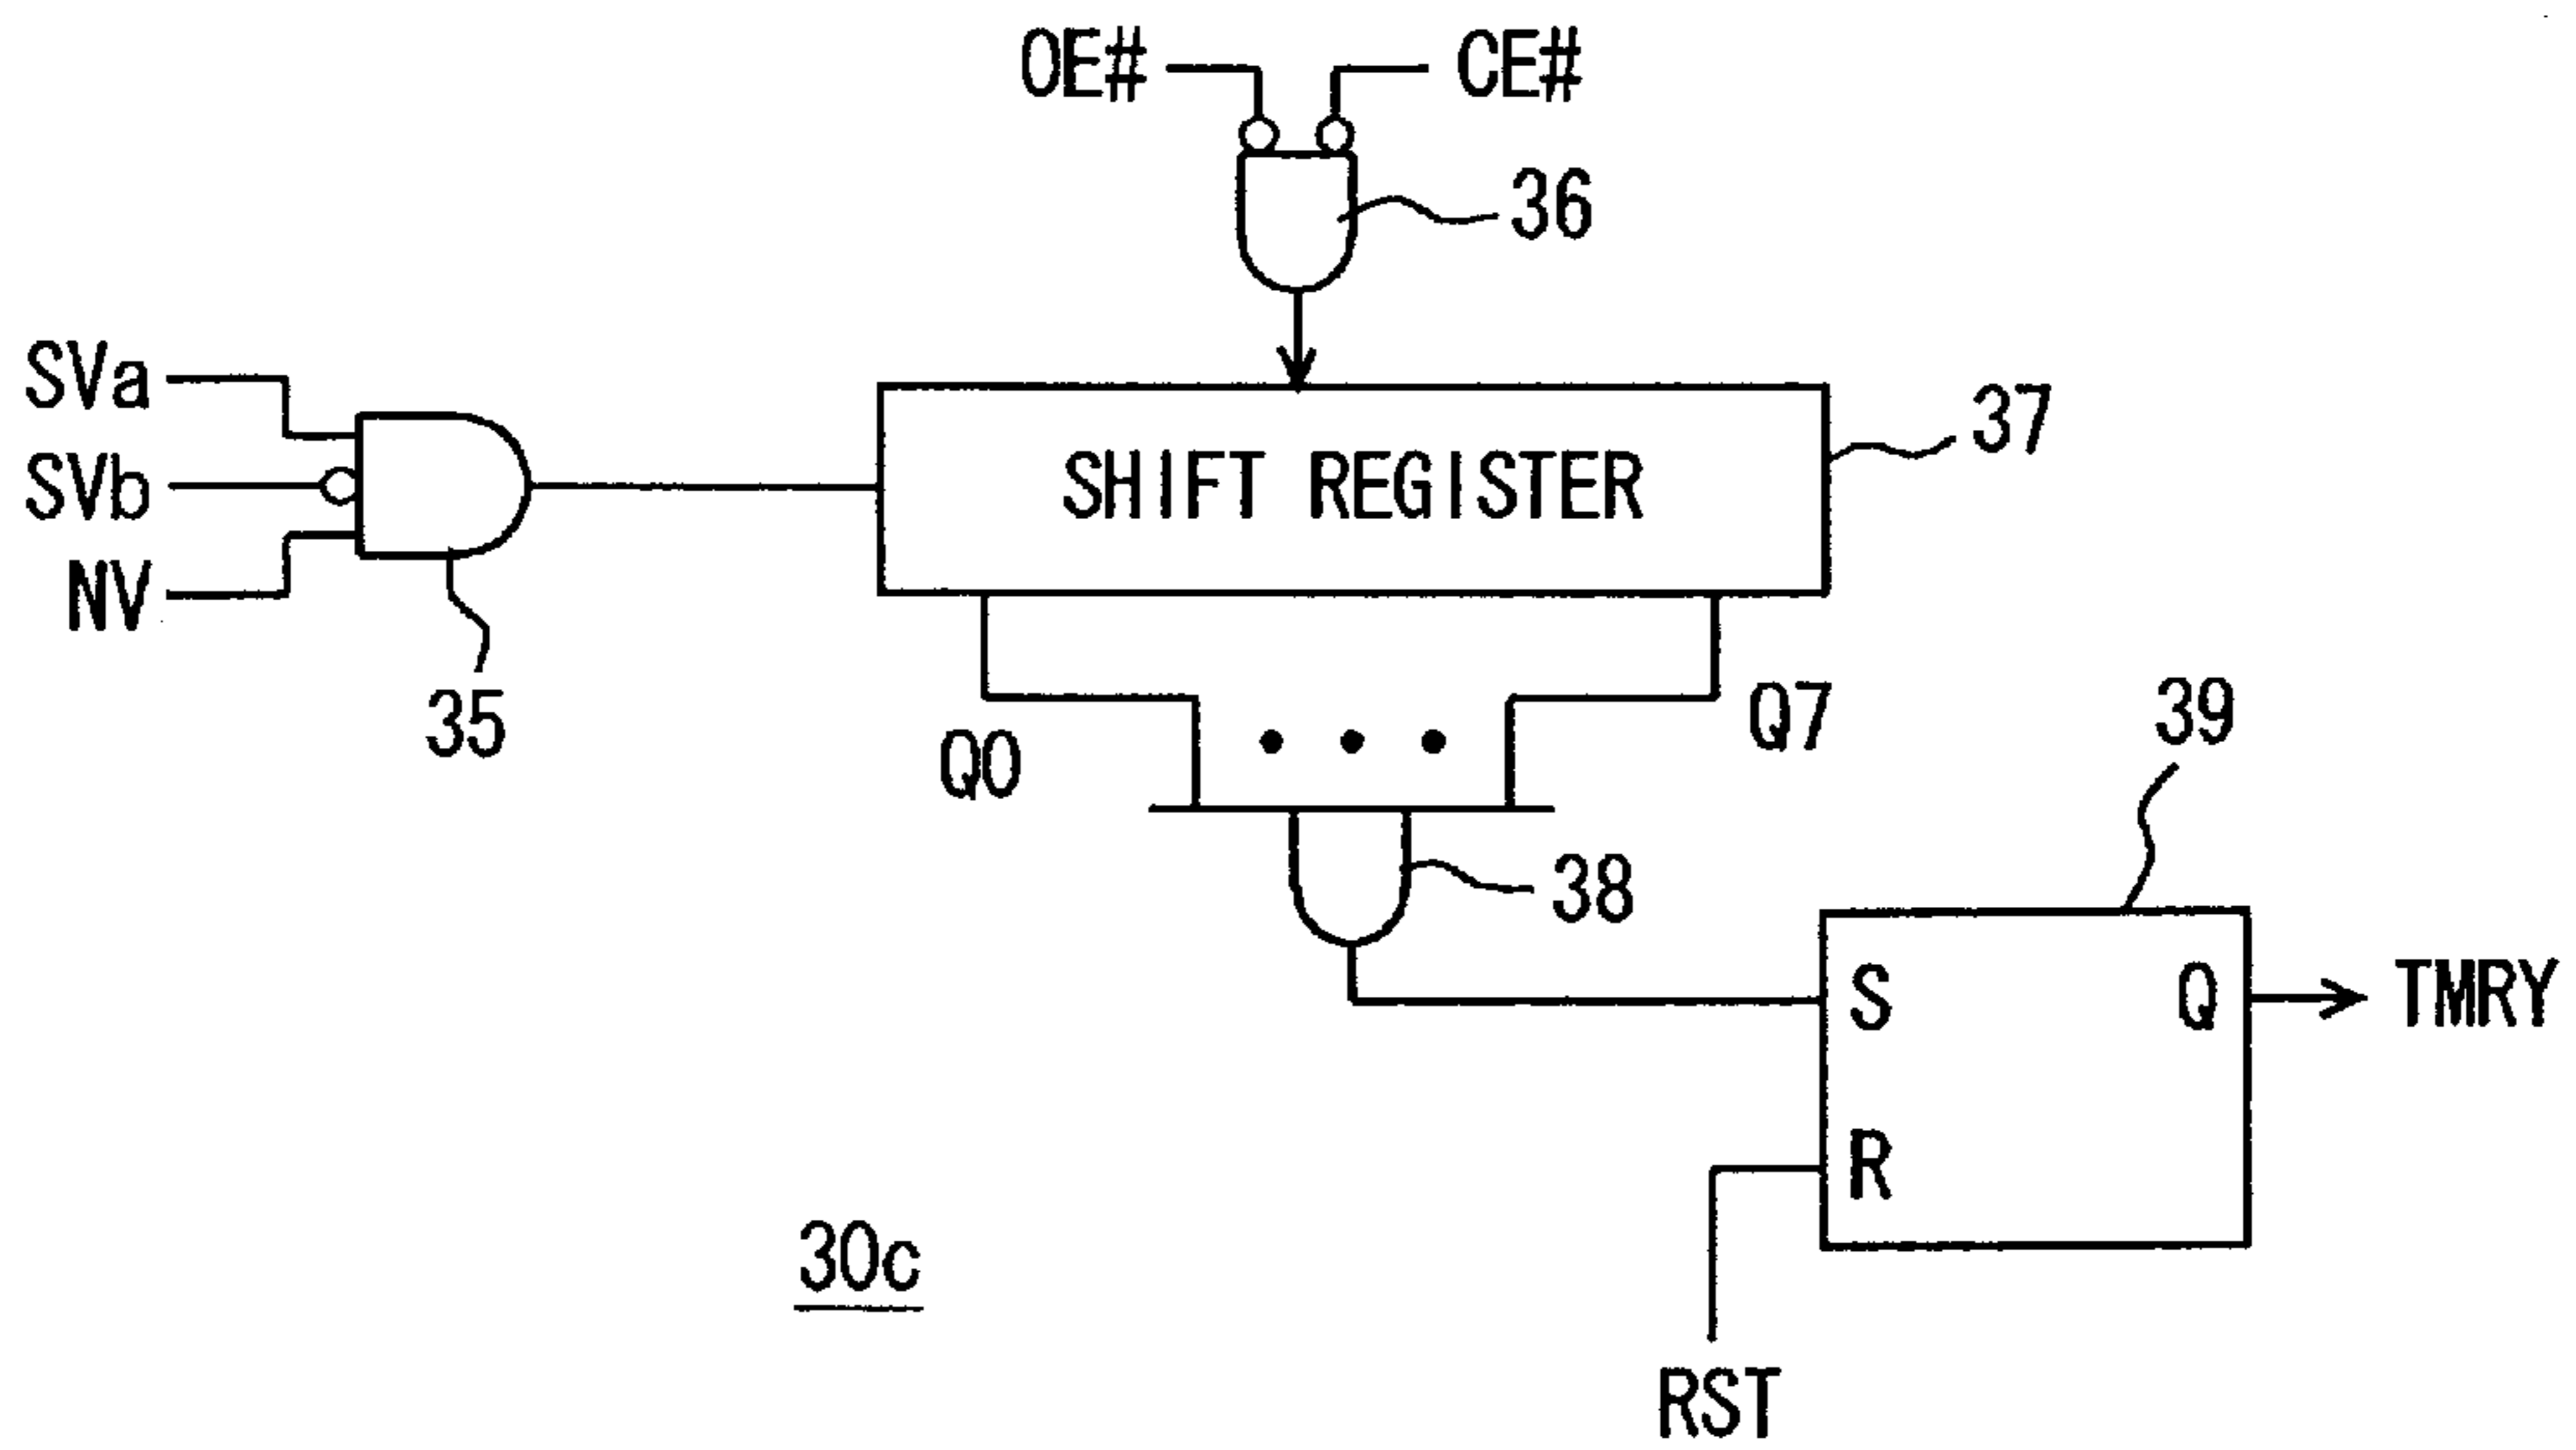 OE#
CE#
36
SVa
SVb
NV
35
SHIFT REGISTER
37
Q0
Q7
38
39
S
Q
R
TMRY
RST
30c